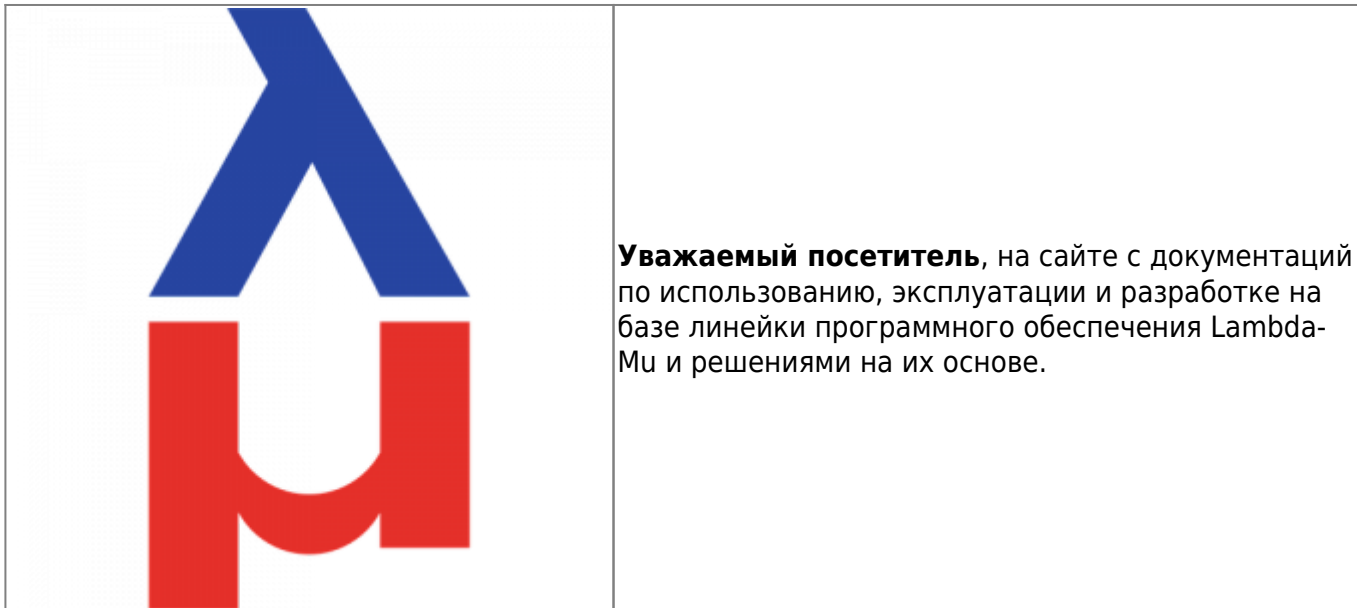 λ
μ
Уважаемый посетитель, на сайте с документаций
по использованию, эксплуатации и разработке на
базе линейки программного обеспечения Lambda-
Mu и решениями на их основе.